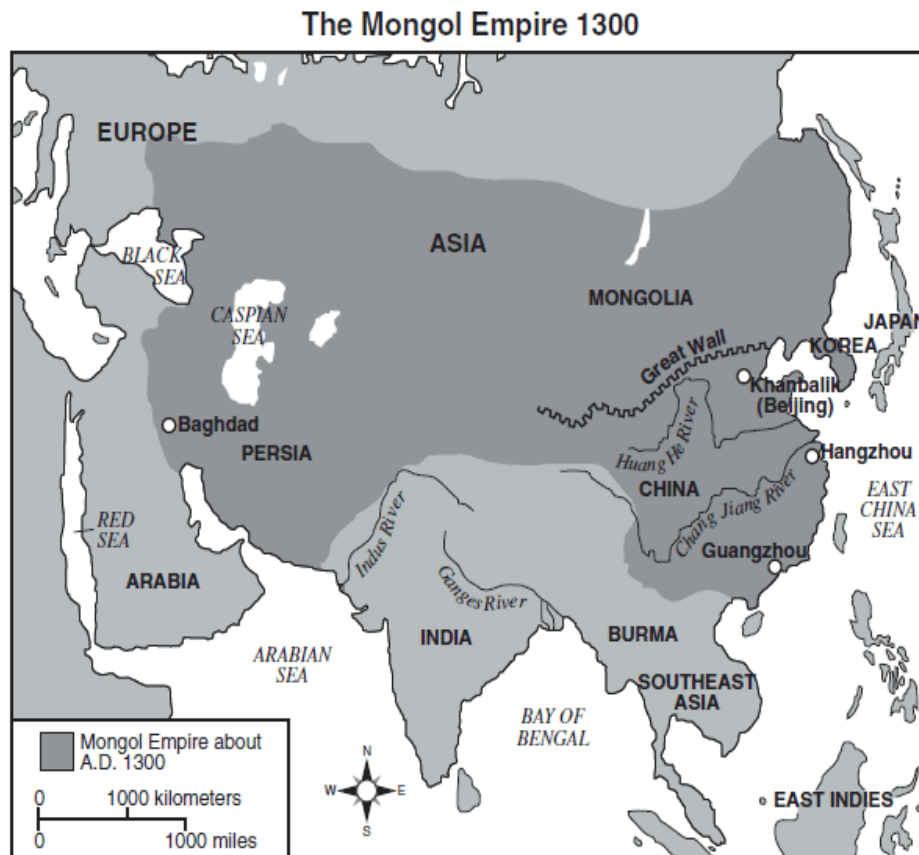 The Mongol Empire 1300
EUROPE
ASIA
BLACK
SEA
MONGOLIA
CASPIAN
SEA
JAPAN
KOREA
Great Wall
Khanbalik
(Beijing)
Baghdad
PERSIA
Huang He River
Hangzhou
CHINA
EAST
CHINA
SEA
Chang Jiang River
RED
SEA
Indus River
Guangzhou
ARABIA
Ganges River
INDIA
BURMA
ARABIAN
SEA
SOUTHEAST
ASIA
BAY OF
BENGAL
Mongol Empire about
A.D. 1300
N
W E
S
0 1000 kilometers
0 1000 miles
EAST INDIES